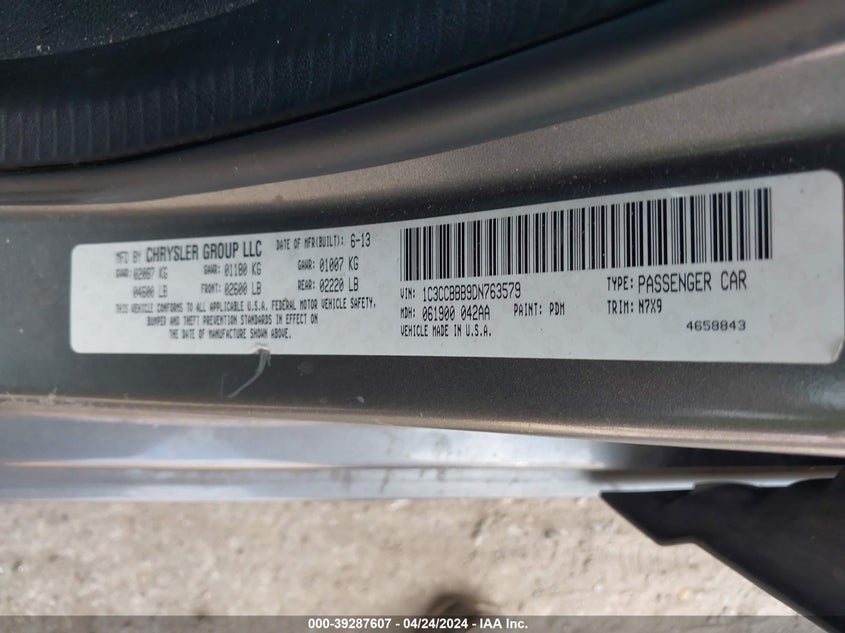 MFD BY CHRYSLER GROUP LLC DATE OF MFR(BUILT): 6-13
GVWR: 02087 KG GAWR: 01180 KG GAWR: 01007 KG
04600 LB FRONT: 02600 LB REAR: 02220 LB
THIS VEHICLE CONFORMS TO ALL APPLICABLE U.S.A. FEDERAL MOTOR VEHICLE SAFETY,
BUMPER AND THEFT PREVENTION STANDARDS IN EFFECT ON
THE DATE OF MANUFACTURE SHOWN ABOVE.
VIN: 1C3CCBBB9DN763579 TYPE: PASSENGER CAR
MDH: 061900 042AA PAINT: PDM TRIM: N7X9
VEHICLE MADE IN U.S.A. 4658843
000-39287607 - 04/24/2024 - IAA Inc.